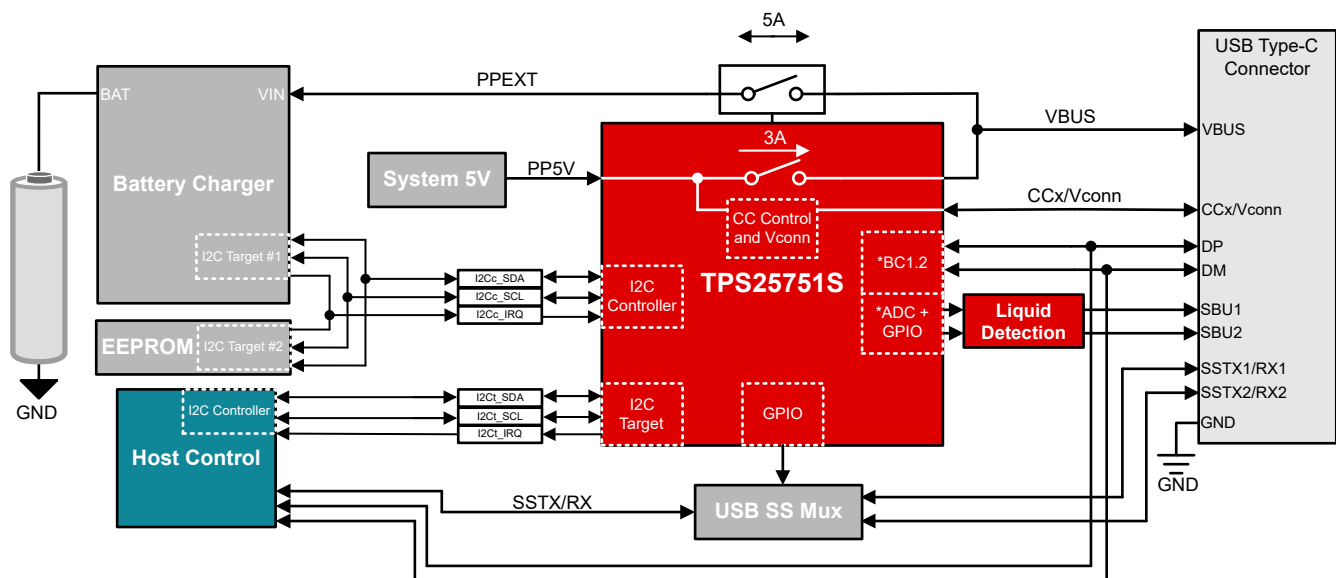 5A
USB Type-C
Connector
PPEXT
BAT
VIN
VBUS
VBUS
3A
Battery Charger
System 5V
PP5V
CC Control
and Vconn
CCx/Vconn
CCx/Vconn
I2C Target #1
*BC1.2
DP
DM
I2Cc_SDA
I2Cc_SCL
I2Cc_IRQ
I2C
Controller
TPS25751S
*ADC +
GPIO
Liquid
Detection
SBU1
SBU2
EEPROM
I2C Target #2
SSTX1/RX1
SSTX2/RX2
GND
I2C Controller
I2Ct_SDA
I2Ct_SCL
I2Ct_IRQ
I2C
Target
GPIO
GND
Host Control
GND
SSTX/RX
USB SS Mux